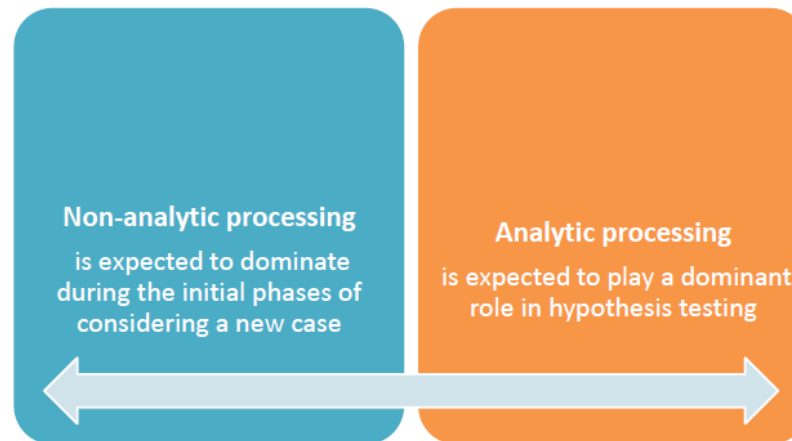 Non-analytic processing
is expected to dominate
during the initial phases of
considering a new case
Analytic processing
is expected to play a dominant
role in hypothesis testing